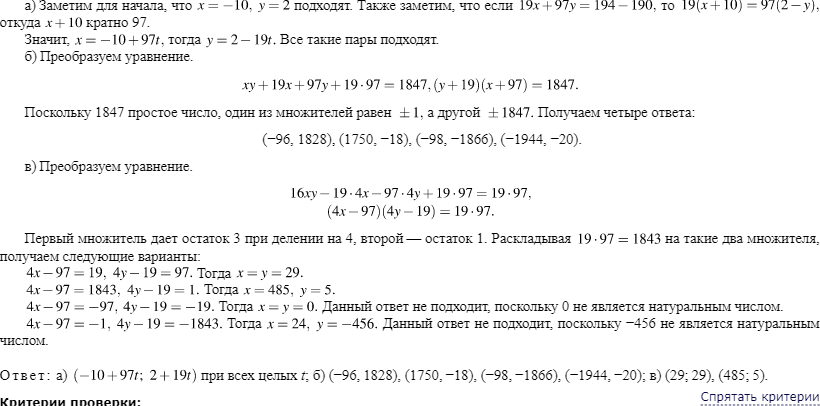 а) Заметим для начала, что x = −10, y = 2 подходят. Также заметим, что если 19x + 97y = 194 − 190, то 19(x + 10) = 97(2 − y),
откуда x + 10 кратно 97.
Значит, x = −10 + 97t, тогда y = 2 − 19t. Все такие пары подходят.
б) Преобразуем уравнение.
xy + 19x + 97y + 19 · 97 = 1847, (y + 19)(x + 97) = 1847.
Поскольку 1847 простое число, один из множителей равен ±1, а другой ±1847. Получаем четыре ответа:
(−96, 1828), (1750, −18), (−98, −1866), (−1944, −20).
в) Преобразуем уравнение.
16xy − 19 · 4x − 97 · 4y + 19 · 97 = 19 · 97,
(4x − 97)(4y − 19) = 19 · 97.
Первый множитель дает остаток 3 при делении на 4, второй — остаток 1. Раскладывая 19 · 97 = 1843 на такие два множителя,
получаем следующие варианты:
4x − 97 = 19, 4y − 19 = 97. Тогда x = y = 29.
4x − 97 = 1843, 4y − 19 = 1. Тогда x = 485, y = 5.
4x − 97 = −97, 4y − 19 = −19. Тогда x = y = 0. Данный ответ не подходит, поскольку 0 не является натуральным числом.
4x − 97 = −1, 4y − 19 = −1843. Тогда x = 24, y = −456. Данный ответ не подходит, поскольку −456 не является натуральным
числом.
Ответ: а) (−10 + 97t; 2 + 19t) при всех целых t; б) (−96, 1828), (1750, −18), (−98, −1866), (−1944, −20); в) (29; 29), (485; 5).
Спрятать критерии
Критерии проверки: